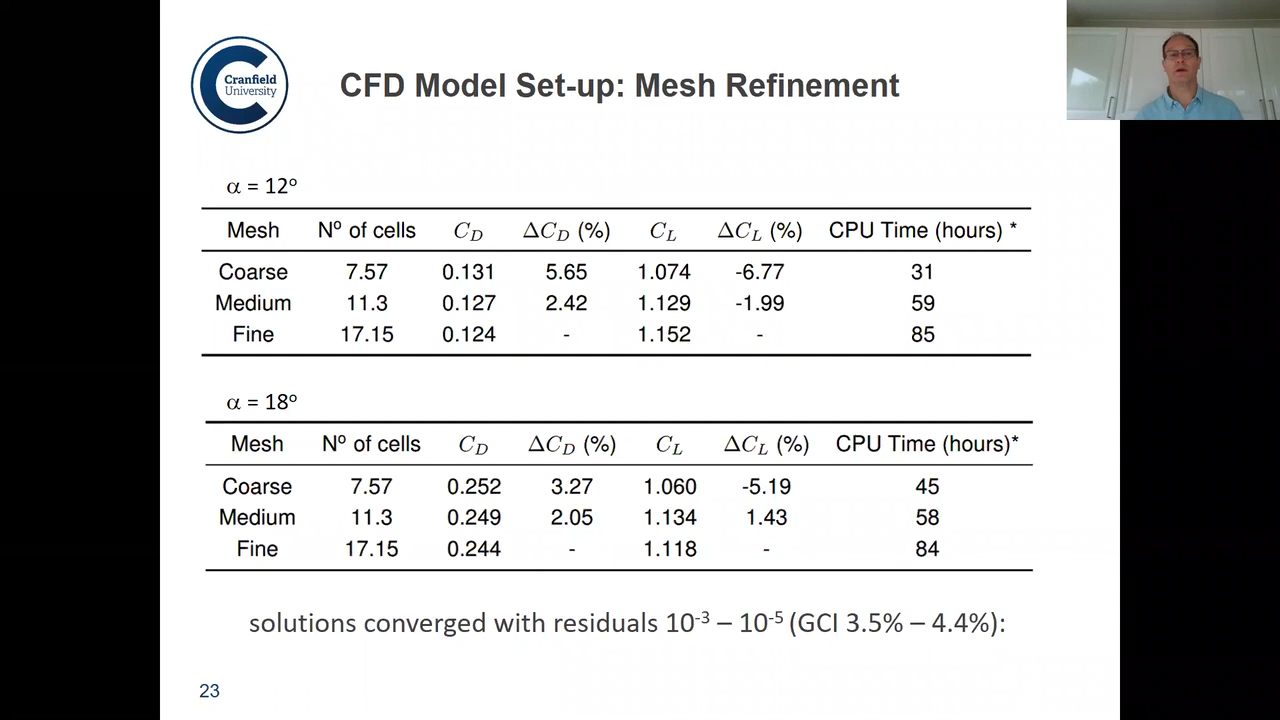 Cranfield
University
CFD Model Set-up: Mesh Refinement
α = 12º
Mesh Nº of cells C_D ΔC_D (%) C_L ΔC_L (%) CPU Time (hours) *
Coarse 7.57 0.131 5.65 1.074 -6.77 31
Medium 11.3 0.127 2.42 1.129 -1.99 59
Fine 17.15 0.124 - 1.152 - 85
α = 18º
Mesh Nº of cells C_D ΔC_D (%) C_L ΔC_L (%) CPU Time (hours)*
Coarse 7.57 0.252 3.27 1.060 -5.19 45
Medium 11.3 0.249 2.05 1.134 1.43 58
Fine 17.15 0.244 - 1.118 - 84
solutions converged with residuals 10⁻³ – 10⁻⁵ (GCI 3.5% – 4.4%):
23